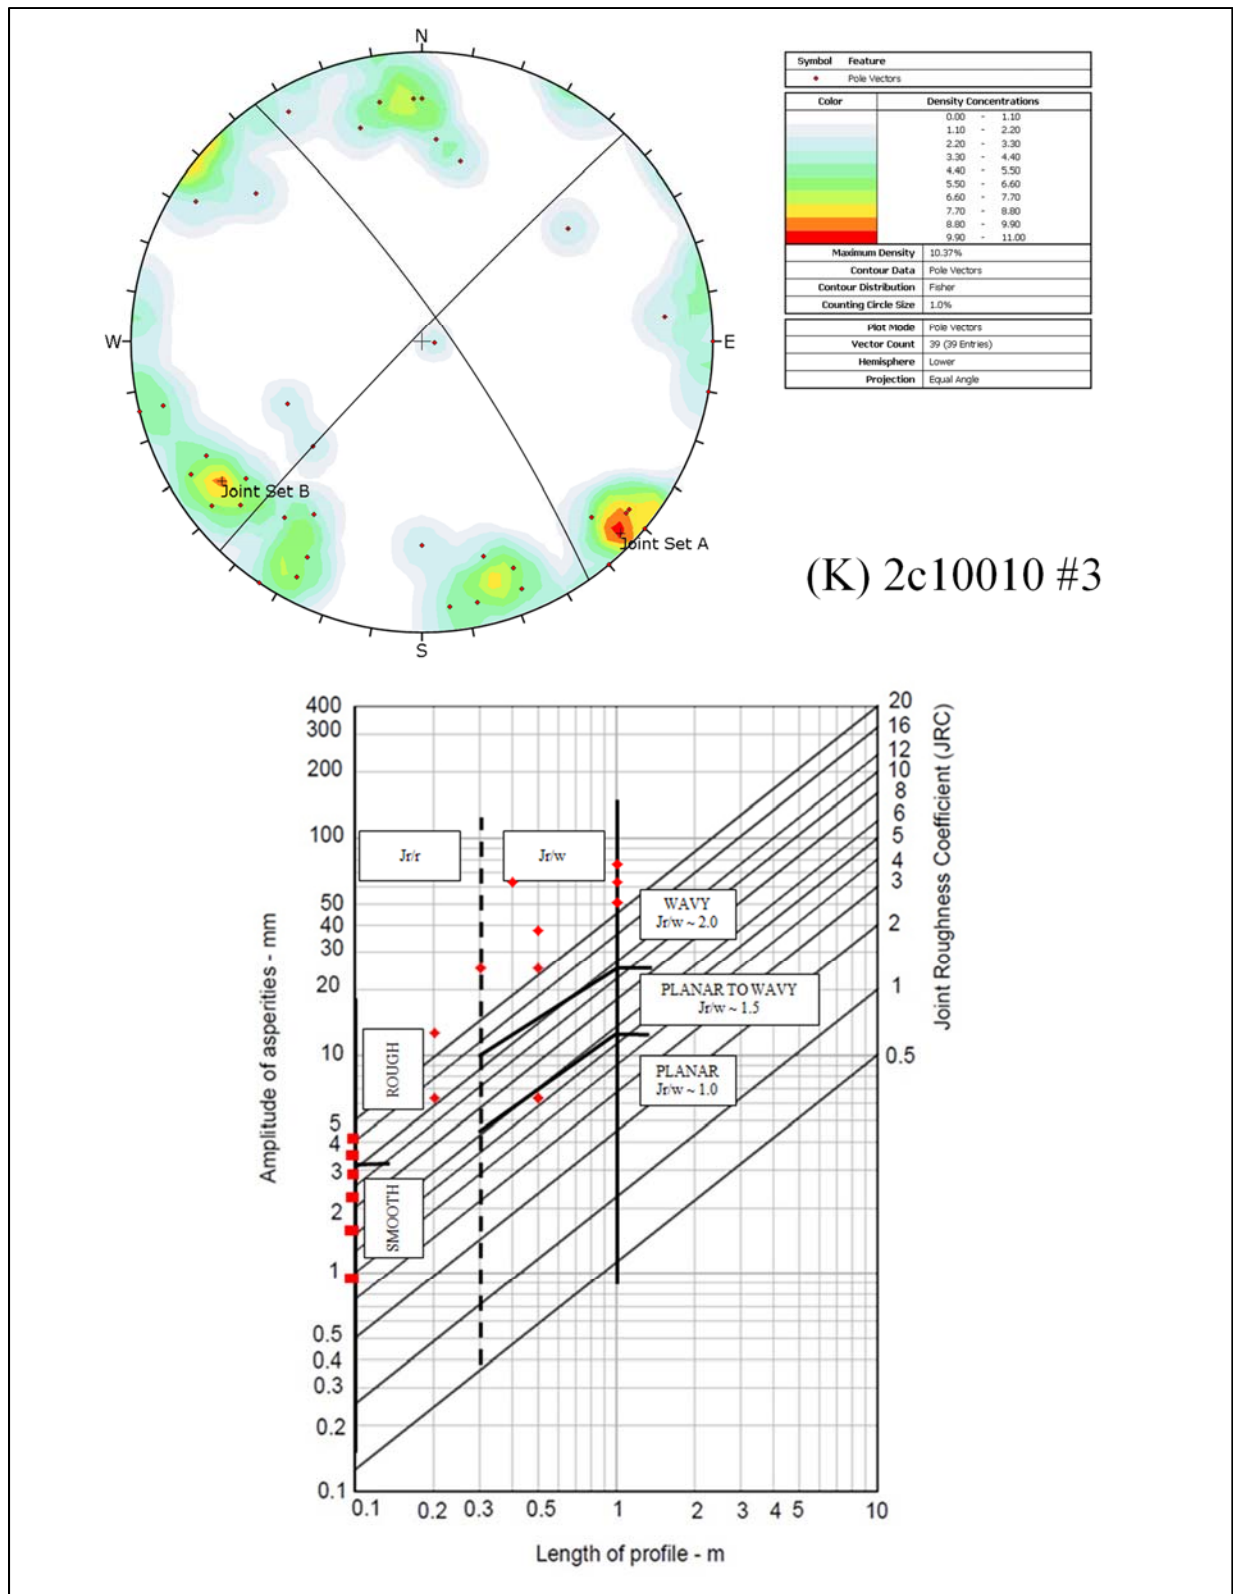 N
W
E
S
Joint Set B
Joint Set A
Symbol Feature
Pole Vectors
Color Density Concentrations
0.00 - 1.10
1.10 - 2.20
2.20 - 3.30
3.30 - 4.40
4.40 - 5.50
5.50 - 6.60
6.60 - 7.70
7.70 - 8.80
8.80 - 9.90
9.90 - 11.00
Maximum Density 10.37%
Contour Data Pole Vectors
Contour Distribution Fisher
Counting Circle Size 1.0%
Plot Mode Pole Vectors
Vector Count 39 (39 Entries)
Hemisphere Lower
Projection Equal Angle
(K) 2c10010 #3
Amplitude of asperities - mm
400
300
200
100
50
40
30
20
10
5
4
3
2
1
0.5
0.4
0.3
0.2
0.1
Jr/r
Jr/w
ROUGH
SMOOTH
WAVY
Jr/w ~ 2.0
PLANAR TO WAVY
Jr/w ~ 1.5
PLANAR
Jr/w ~ 1.0
20
16
12
10
8
6
5
4
3
2
1
0.5
Joint Roughness Coefficient (JRC)
0.1 0.2 0.3 0.5 1 2 3 4 5 10
Length of profile - m